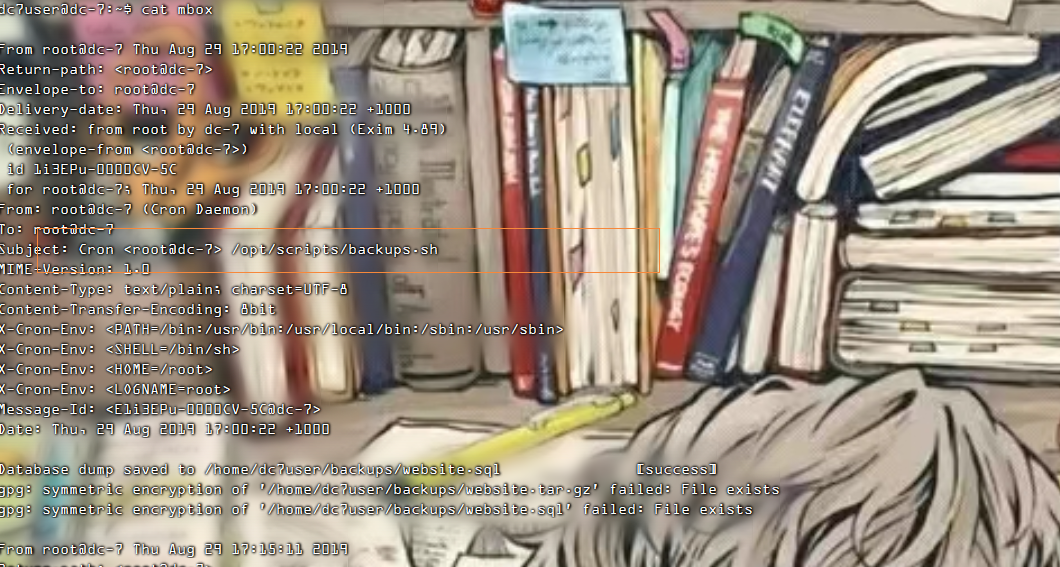 dc7user@dc-7:~$ cat mbox
From root@dc-7 Thu Aug 29 17:00:22 2019
Return-path: <root@dc-7>
Envelope-to: root@dc-7
Delivery-date: Thu, 29 Aug 2019 17:00:22 +1000
Received: from root by dc-7 with local (Exim 4.89)
(envelope-from <root@dc-7>)
id 1i3EPu-0000CV-5C
for root@dc-7; Thu, 29 Aug 2019 17:00:22 +1000
From: root@dc-7 (Cron Daemon)
To: root@dc-7
Subject: Cron <root@dc-7> /opt/scripts/backups.sh
MIME-Version: 1.0
Content-Type: text/plain; charset=UTF-8
Content-Transfer-Encoding: 8bit
X-Cron-Env: <PATH=/bin:/usr/bin:/usr/local/bin:/sbin:/usr/sbin>
X-Cron-Env: <SHELL=/bin/sh>
X-Cron-Env: <HOME=/root>
X-Cron-Env: <LOGNAME=root>
Message-Id: <E1i3EPu-0000CV-5C@dc-7>
Date: Thu, 29 Aug 2019 17:00:22 +1000
Database dump saved to /home/dc7user/backups/website.sql [success]
gpg: symmetric encryption of '/home/dc7user/backups/website.tar.gz' failed: File exists
gpg: symmetric encryption of '/home/dc7user/backups/website.sql' failed: File exists
From root@dc-7 Thu Aug 29 17:15:11 2019